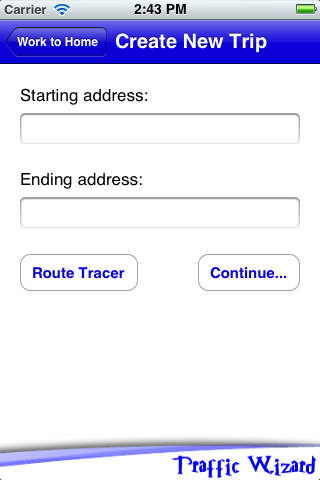 Carrier 2:43 PM
Work to Home Create New Trip
Starting address:
Ending address:
Route Tracer Continue...
Traffic Wizard